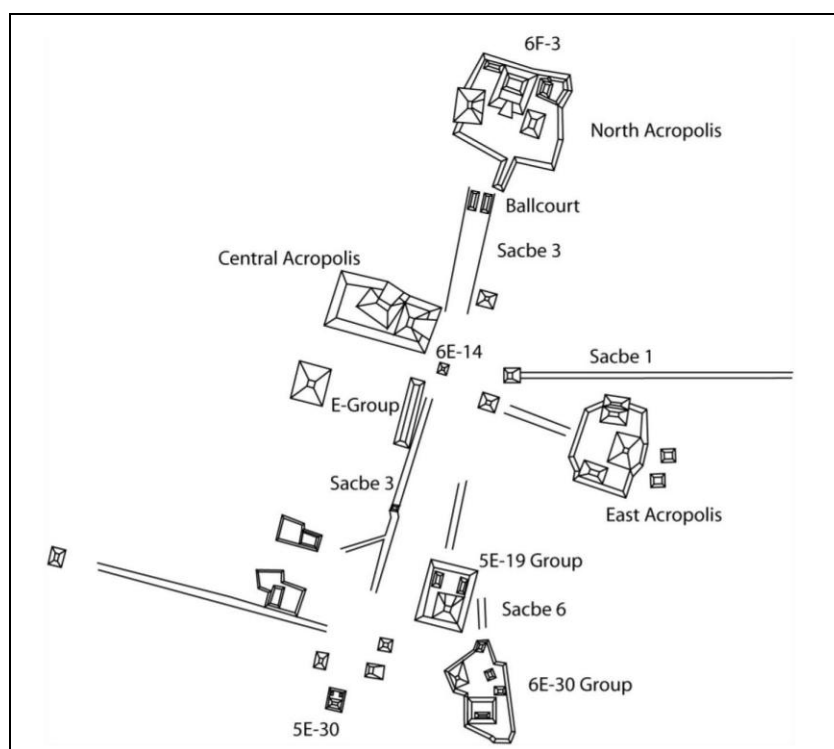 6F-3
North Acropolis
Ballcourt
Sacbe 3
Central Acropolis
6E-14
Sacbe 1
E-Group
Sacbe 3
East Acropolis
5E-19 Group
Sacbe 6
6E-30 Group
5E-30